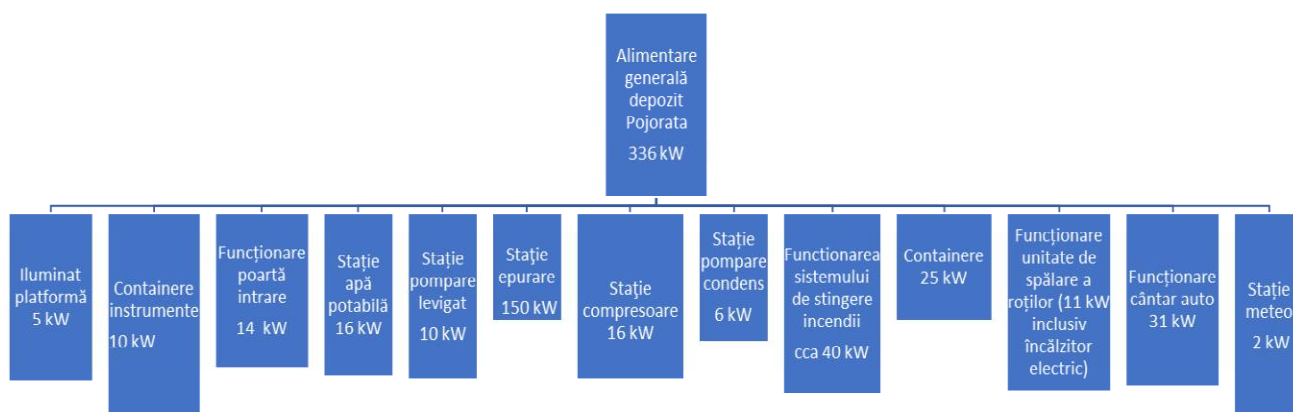 Alimentare
generală
depozit
Pojorata
336 kW
Iluminat
platformă
5 kW
Containere
instrumente
10 kW
Funcționare
poartă
intrare
14 kW
Stație
apă
potabilă
16 kW
Stație
pompare
levigat
10 kW
Staţie
epurare
150 kW
Staţie
compresoare
16 kW
Stație
pompare
condens
6 kW
Functionarea
sistemului
de stingere
incendii
cca 40 kW
Containere
25 kW
Funcționare
unitate de
spălare a
roților (11 kW
inclusiv
încălzitor
electric)
Funcționare
cântar auto
31 kW
Stație
meteo
2 kW